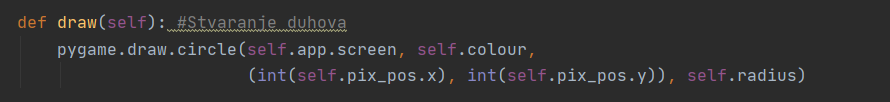 def draw(self): #Stvaranje duhova
    pygame.draw.circle(self.app.screen, self.colour,
                       (int(self.pix_pos.x), int(self.pix_pos.y)), self.radius)